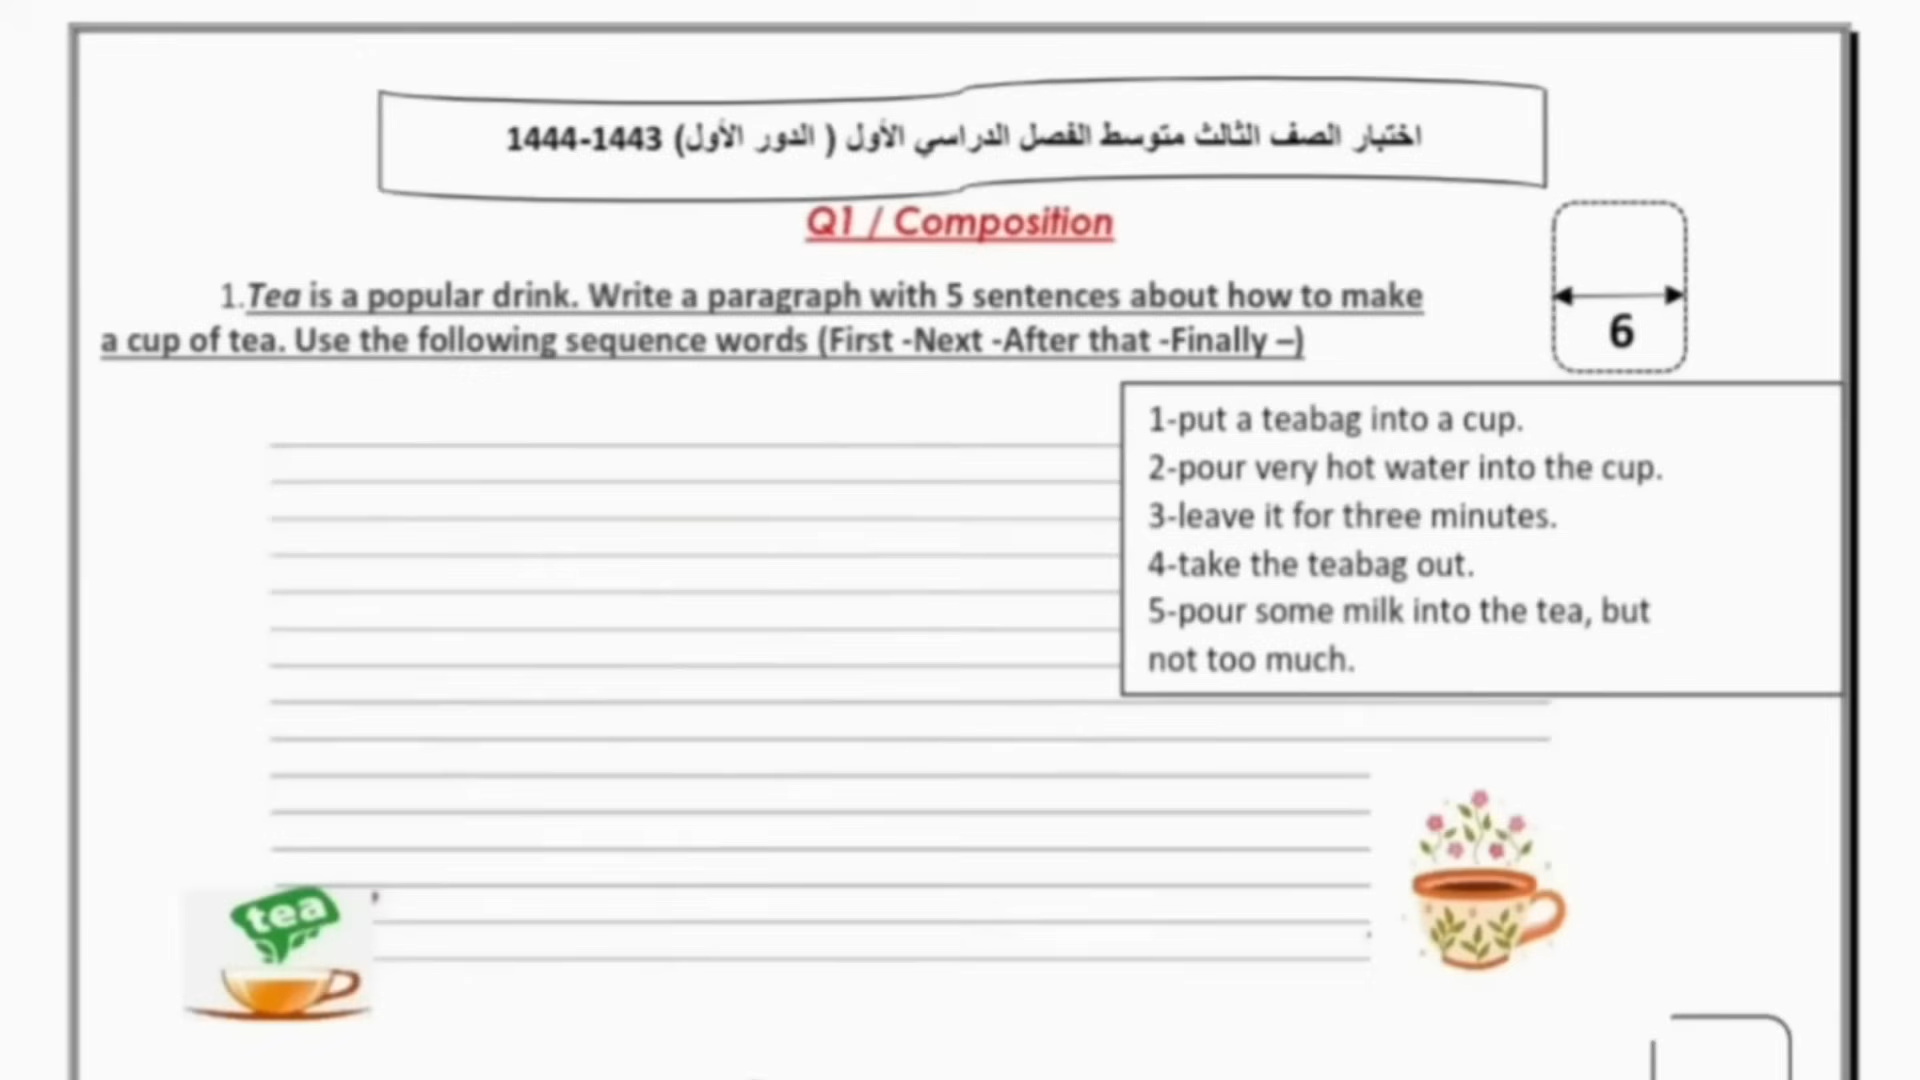 اختبار الصف الثالث متوسط الفصل الدراسي الأول ( الدور الأول) 1443-1444
Q1 / Composition
1.Tea is a popular drink. Write a paragraph with 5 sentences about how to make
a cup of tea. Use the following sequence words (First -Next -After that -Finally –)
6
1-put a teabag into a cup.
2-pour very hot water into the cup.
3-leave it for three minutes.
4-take the teabag out.
5-pour some milk into the tea, but
not too much.
tea